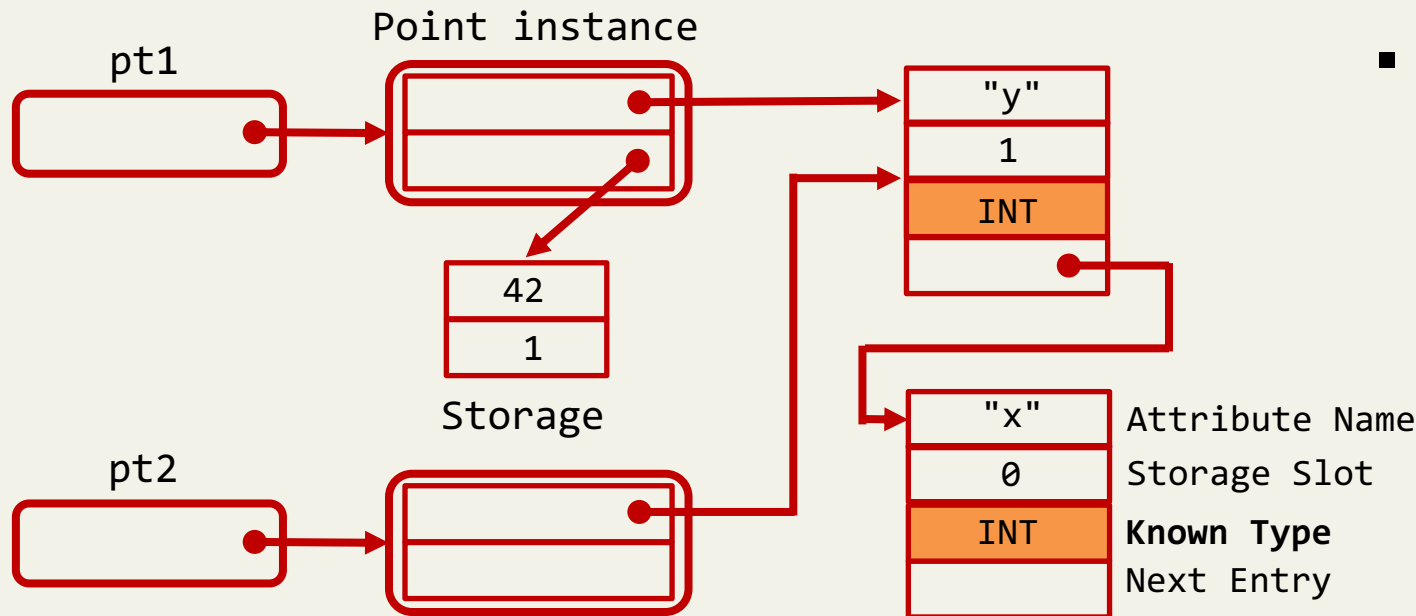 Point instance
pt1
"y"
1
INT
42
1
Storage
"x" Attribute Name
0 Storage Slot
pt2
INT Known Type
Next Entry